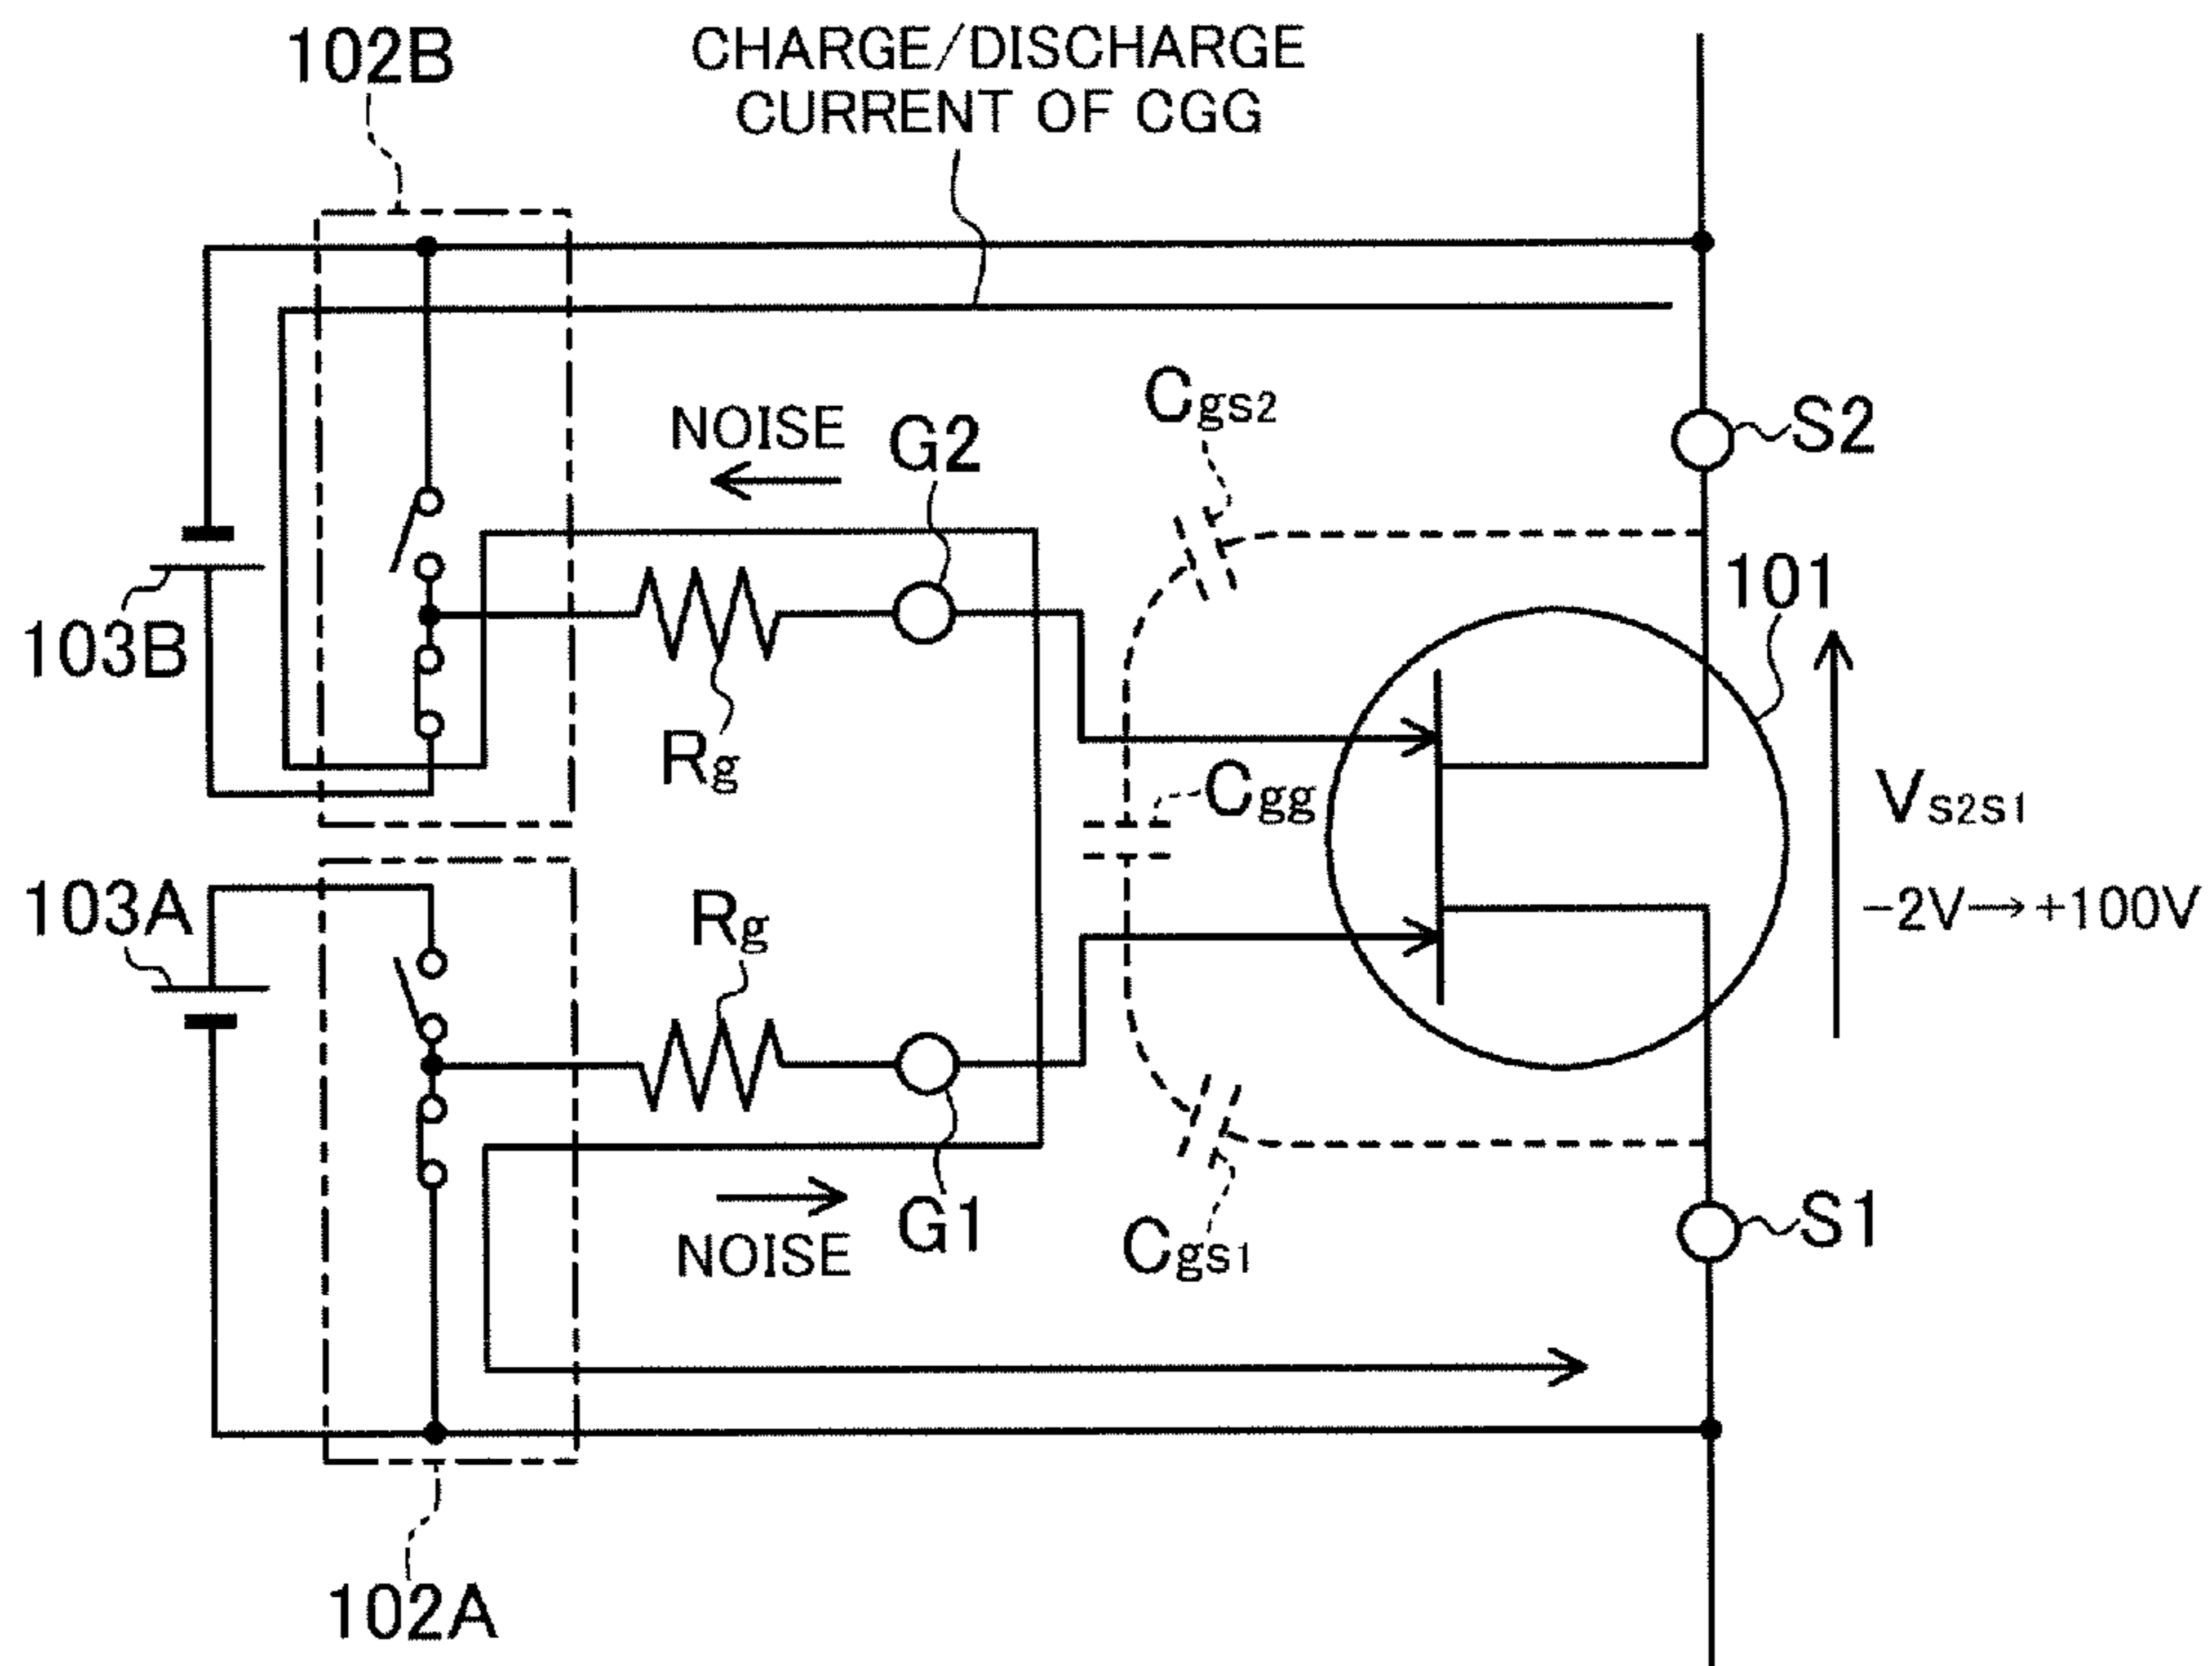 102B
CHARGE/DISCHARGE
CURRENT OF CGG
Cgs2
S2
NOISE
G2
101
103B
Rg
Cgg
Vs2s1
-2V→+100V
103A
Rg
G1
NOISE
Cgs1
S1
102A